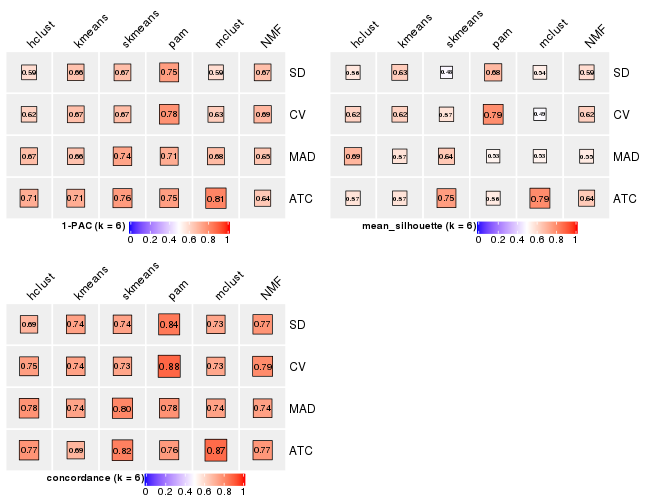 hclust kmeans skmeans pam mclust NMF
0.59 0.66 0.67 0.75 0.59 0.67 SD
0.62 0.67 0.67 0.78 0.63 0.69 CV
0.67 0.66 0.74 0.71 0.68 0.65 MAD
0.71 0.71 0.76 0.75 0.81 0.64 ATC
1-PAC (k = 6)
0 0.2 0.4 0.6 0.8 1
hclust kmeans skmeans pam mclust NMF
0.56 0.63 0.48 0.68 0.54 0.59 SD
0.62 0.62 0.57 0.79 0.49 0.62 CV
0.69 0.57 0.64 0.53 0.53 0.55 MAD
0.57 0.57 0.75 0.56 0.79 0.64 ATC
mean_silhouette (k = 6)
0 0.2 0.4 0.6 0.8 1
hclust kmeans skmeans pam mclust NMF
0.69 0.74 0.74 0.84 0.73 0.77 SD
0.75 0.74 0.73 0.88 0.73 0.79 CV
0.78 0.74 0.80 0.78 0.74 0.74 MAD
0.77 0.69 0.82 0.76 0.87 0.77 ATC
concordance (k = 6)
0 0.2 0.4 0.6 0.8 1